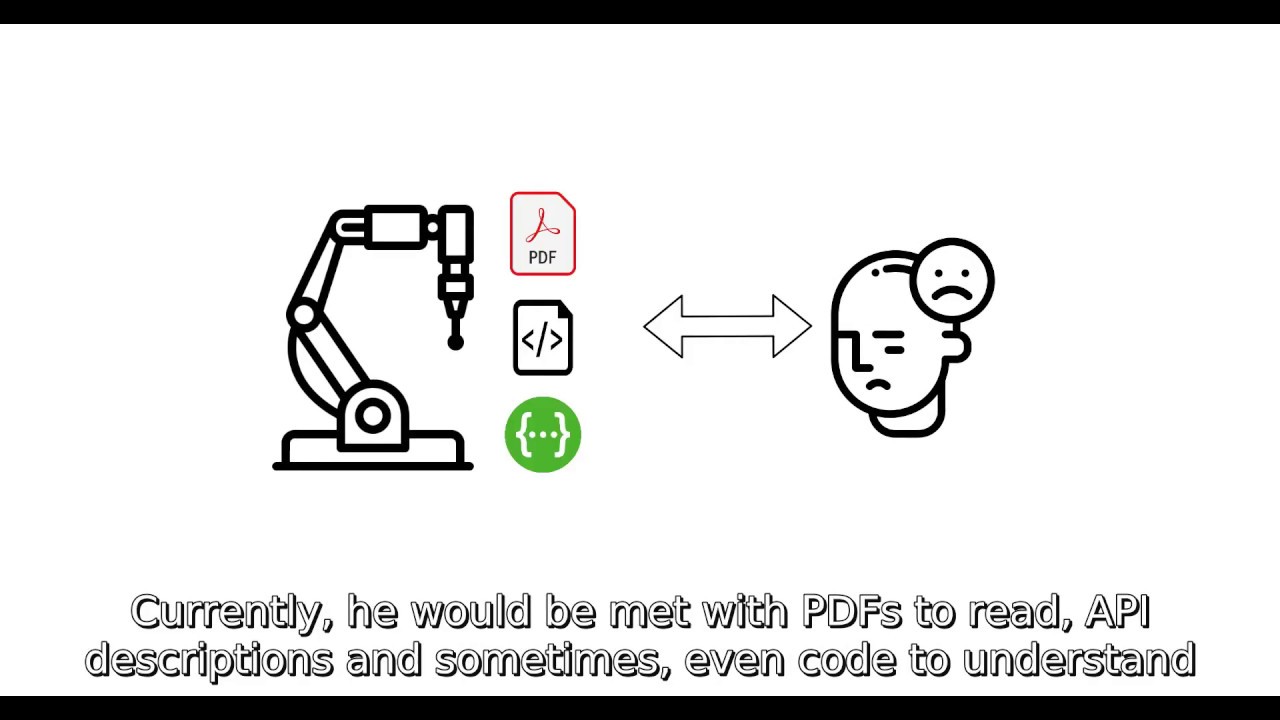 PDF
</>
{...}
Currently, he would be met with PDFs to read, API
descriptions and sometimes, even code to understand